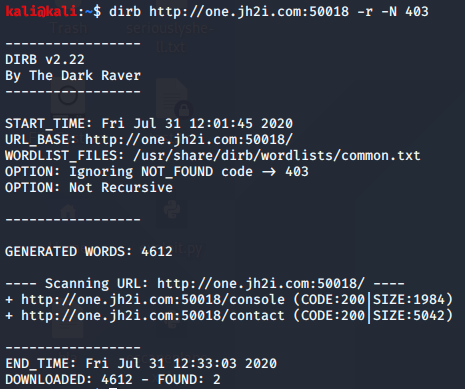 kali@kali:~$ dirb http://one.jh2i.com:50018 -r -N 403
-----------------
DIRB v2.22
By The Dark Raver
-----------------
START_TIME: Fri Jul 31 12:01:45 2020
URL_BASE: http://one.jh2i.com:50018/
WORDLIST_FILES: /usr/share/dirb/wordlists/common.txt
OPTION: Ignoring NOT_FOUND code -> 403
OPTION: Not Recursive
-----------------
GENERATED WORDS: 4612
---- Scanning URL: http://one.jh2i.com:50018/ ----
+ http://one.jh2i.com:50018/console (CODE:200|SIZE:1984)
+ http://one.jh2i.com:50018/contact (CODE:200|SIZE:5042)
-----------------
END_TIME: Fri Jul 31 12:33:03 2020
DOWNLOADED: 4612 - FOUND: 2